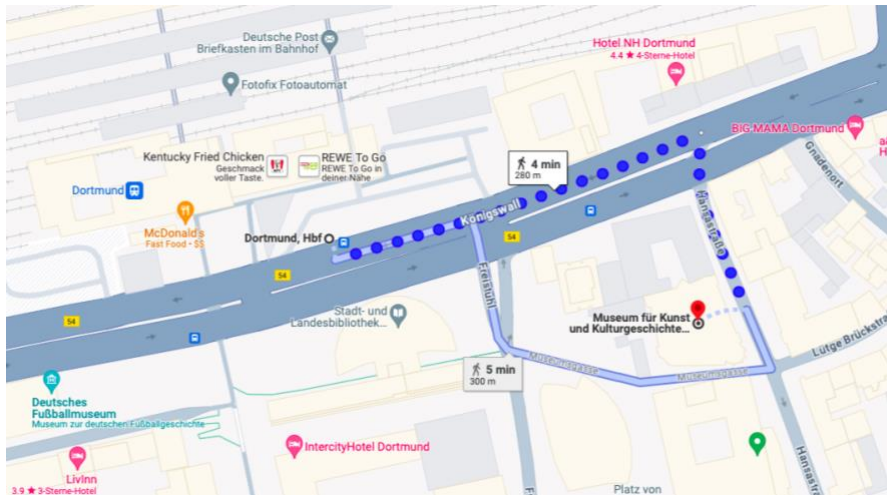 Deutsche Post
Briefkasten im Bahnhof
Hotel NH Dortmund
4.4 ★ 4-Sterne-Hotel
Fotofix Fotoautomat
BIG MAMA Dortmund
Kentucky Fried Chicken
Geschmack
voller Taste.
REWE To Go
REWE To Go in
deiner Nähe
4 min
280 m
Gnadenort
Dortmund
Königswall
Hansastraße
McDonald's
Fast Food • $$
Dortmund, Hbf
54
54
54
Freistuhl
Stadt- und
Landesbibliothek...
Museum für Kunst
und Kulturgeschichte...
Lütge Brückstr
5 min
300 m
Deutsches
Fußballmuseum
Museum zur deutschen Fußballgeschichte
IntercityHotel Dortmund
Hansastr
LivInn
3.9 ★ 3-Sterne-Hotel
Platz von